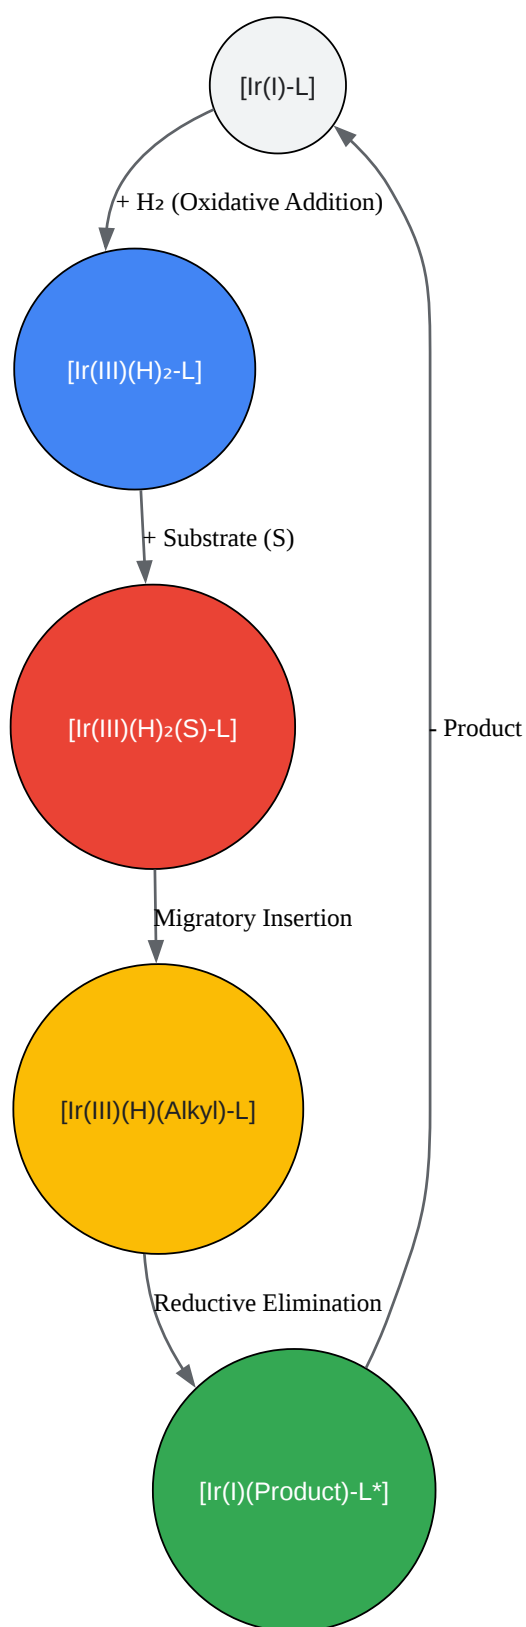 [Ir(I)-L]
+ H₂ (Oxidative Addition)
[Ir(III)(H)₂-L]
+ Substrate (S)
[Ir(III)(H)₂(S)-L]
- Product
Migratory Insertion
[Ir(III)(H)(Alkyl)-L]
Reductive Elimination
[Ir(I)(Product)-L*]